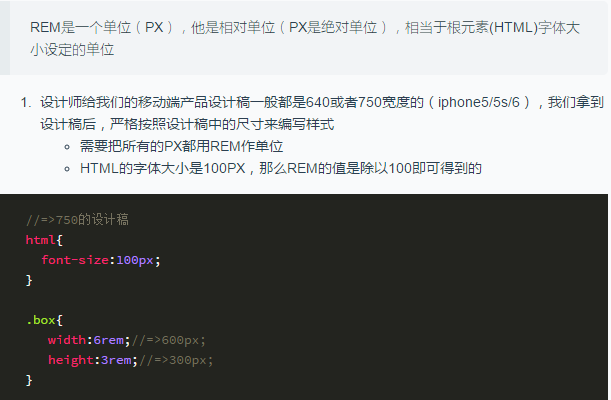 REM是一个单位（PX），他是相对单位（PX是绝对单位），相当于根元素(HTML)字体大
小设定的单位
1. 设计师给我们的移动端产品设计稿一般都是640或者750宽度的（iphone5/5s/6），我们拿到
设计稿后，严格按照设计稿中的尺寸来编写样式
◦ 需要把所有的PX都用REM作单位
◦ HTML的字体大小是100PX，那么REM的值是除以100即可得到的
//=>750的设计稿
html{
font-size:100px;
}
.box{
width:6rem;//=>600px;
height:3rem;//=>300px;
}